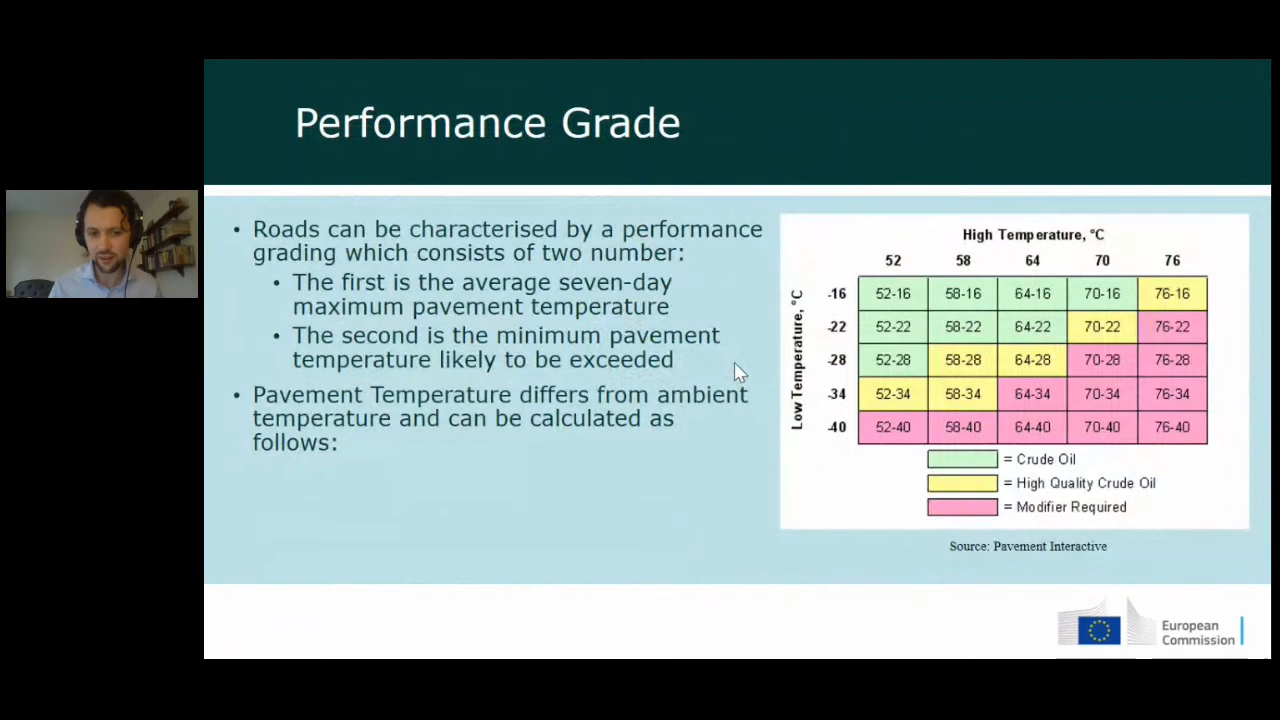 Performance Grade
• Roads can be characterised by a performance
grading which consists of two number:
• The first is the average seven-day
maximum pavement temperature
• The second is the minimum pavement
temperature likely to be exceeded
• Pavement Temperature differs from ambient
temperature and can be calculated as
follows:
High Temperature, °C
52 58 64 70 76
Low Temperature, °C
-16 52-16 58-16 64-16 70-16 76-16
-22 52-22 58-22 64-22 70-22 76-22
-28 52-28 58-28 64-28 70-28 76-28
-34 52-34 58-34 64-34 70-34 76-34
-40 52-40 58-40 64-40 70-40 76-40
= Crude Oil
= High Quality Crude Oil
= Modifier Required
Source: Pavement Interactive
European
Commission